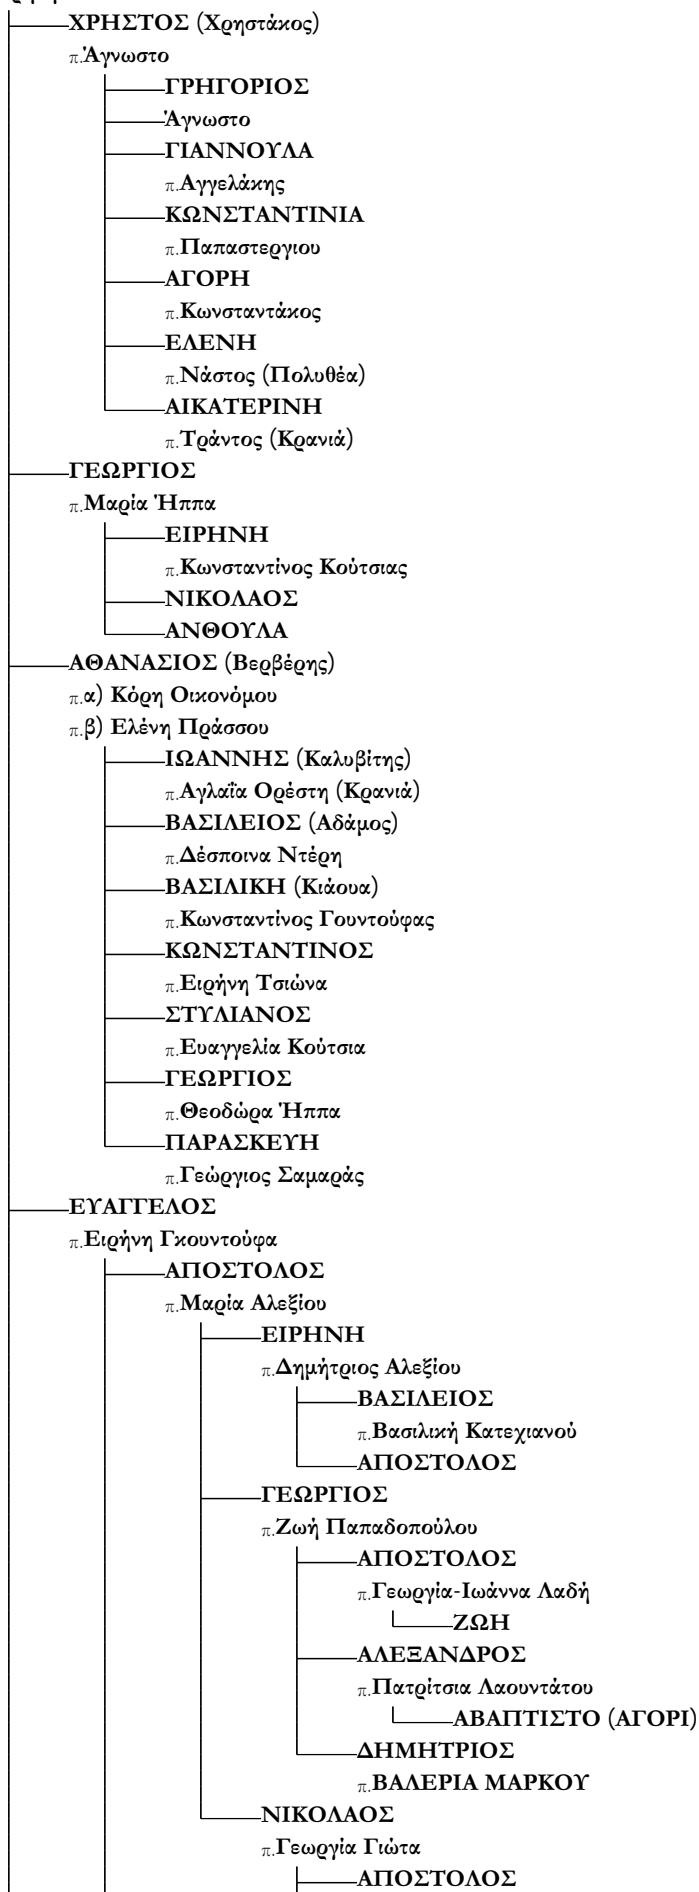 ΧΡΗΣΤΟΣ (Χρηστάκος)
π.Άγνωστο
ΓΡΗΓΟΡΙΟΣ
Άγνωστο
ΓΙΑΝΝΟΥΛΑ
π.Αγγελάκης
ΚΩΝΣΤΑΝΤΙΝΙΑ
π.Παπαστεργιου
ΑΓΟΡΗ
π.Κωνσταντάκος
ΕΛΕΝΗ
π.Νάστος (Πολυθέα)
ΑΙΚΑΤΕΡΙΝΗ
π.Τράντος (Κρανιά)
ΓΕΩΡΓΙΟΣ
π.Μαρία Ήππα
ΕΙΡΗΝΗ
π.Κωνσταντίνος Κούτσιας
ΝΙΚΟΛΑΟΣ
ΑΝΘΟΥΛΑ
ΑΘΑΝΑΣΙΟΣ (Βερβέρης)
π.α) Κόρη Οικονόμου
π.β) Ελένη Πράσσου
ΙΩΑΝΝΗΣ (Καλυβίτης)
π.Αγλαΐα Ορέστη (Κρανιά)
ΒΑΣΙΛΕΙΟΣ (Αδάμος)
π.Δέσποινα Ντέρη
ΒΑΣΙΛΙΚΗ (Κιάουα)
π.Κωνσταντίνος Γουντούφας
ΚΩΝΣΤΑΝΤΙΝΟΣ
π.Ειρήνη Τσιώνα
ΣΤΥΛΙΑΝΟΣ
π.Ευαγγελία Κούτσια
ΓΕΩΡΓΙΟΣ
π.Θεοδώρα Ήππα
ΠΑΡΑΣΚΕΥΗ
π.Γεώργιος Σαμαράς
ΕΥΑΓΓΕΛΟΣ
π.Ειρήνη Γκουντούφα
ΑΠΟΣΤΟΛΟΣ
π.Μαρία Αλεξίου
ΕΙΡΗΝΗ
π.Δημήτριος Αλεξίου
ΒΑΣΙΛΕΙΟΣ
π.Βασιλική Κατεχιανού
ΑΠΟΣΤΟΛΟΣ
ΓΕΩΡΓΙΟΣ
π.Ζωή Παπαδοπούλου
ΑΠΟΣΤΟΛΟΣ
π.Γεωργία-Ιωάννα Λαδή
ΖΩΗ
ΑΛΕΞΑΝΔΡΟΣ
π.Πατρίτσια Λαουντάτου
ΑΒΑΠΤΙΣΤΟ (ΑΓΟΡΙ)
ΔΗΜΗΤΡΙΟΣ
π.ΒΑΛΕΡΙΑ ΜΑΡΚΟΥ
ΝΙΚΟΛΑΟΣ
π.Γεωργία Γιώτα
ΑΠΟΣΤΟΛΟΣ